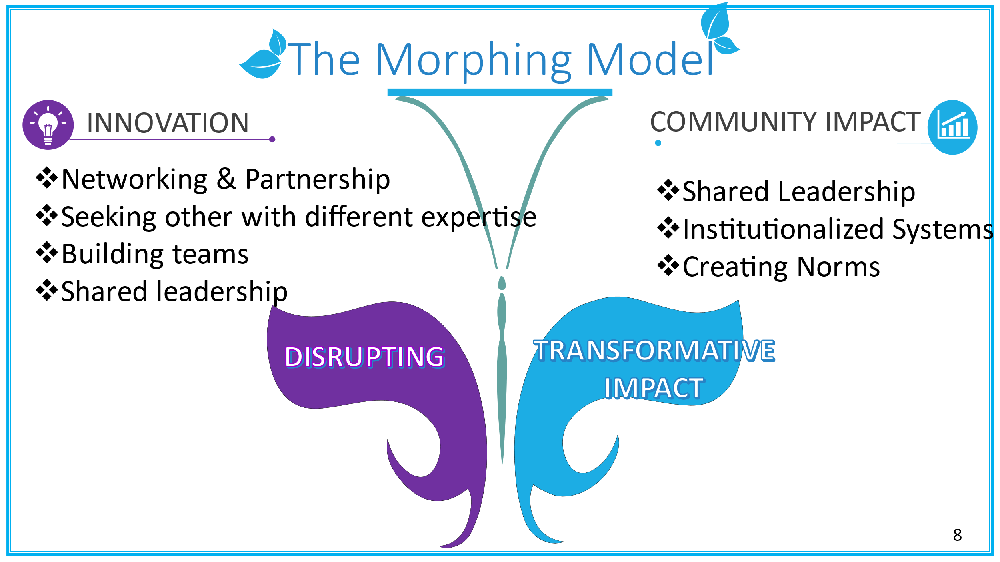 The Morphing Model
INNOVATION
❖Networking & Partnership
❖Seeking other with different expertise
❖Building teams
❖Shared leadership
COMMUNITY IMPACT
❖Shared Leadership
❖Institutionalized Systems
❖Creating Norms
DISRUPTING
TRANSFORMATIVE
IMPACT
8